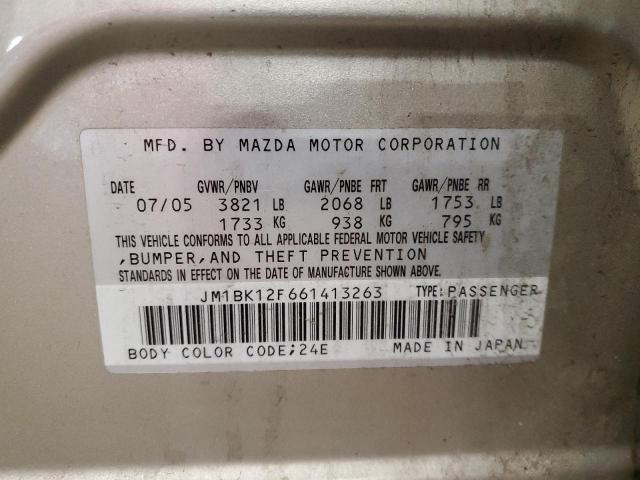 MFD. BY MAZDA MOTOR CORPORATION
DATE GVWR/PNBV GAWR/PNBE FRT GAWR/PNBE RR
07/05 3821 LB 2068 LB 1753 LB
1733 KG 938 KG 795 KG
THIS VEHICLE CONFORMS TO ALL APPLICABLE FEDERAL MOTOR VEHICLE SAFETY
,BUMPER,AND THEFT PREVENTION
STANDARDS IN EFFECT ON THE DATE OF MANUFACTURE SHOWN ABOVE.
JM1BK12F661413263 TYPE:PASSENGER
BODY COLOR CODE;24E MADE IN JAPAN